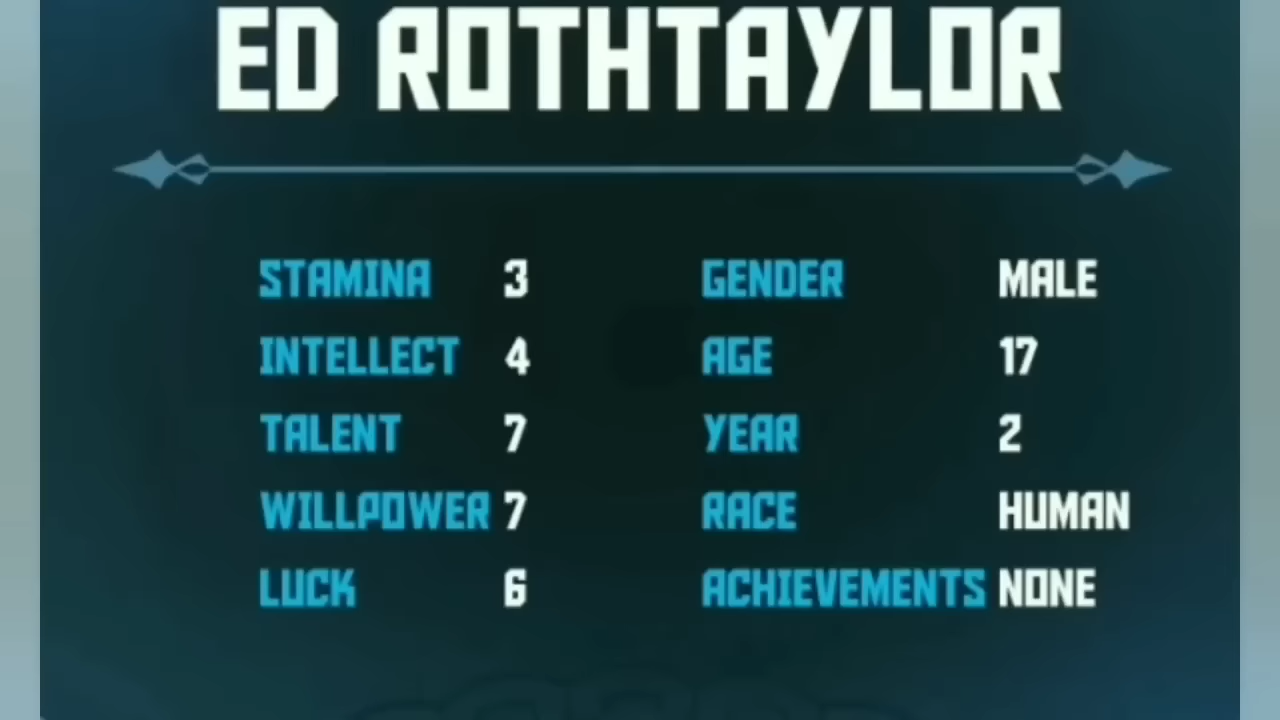 ED ROTHTAYLOR
STAMINA 3 GENDER MALE
INTELLECT 4 AGE 17
TALENT 7 YEAR 2
WILLPOWER 7 RACE HUMAN
LUCK 6 ACHIEVEMENTS NONE